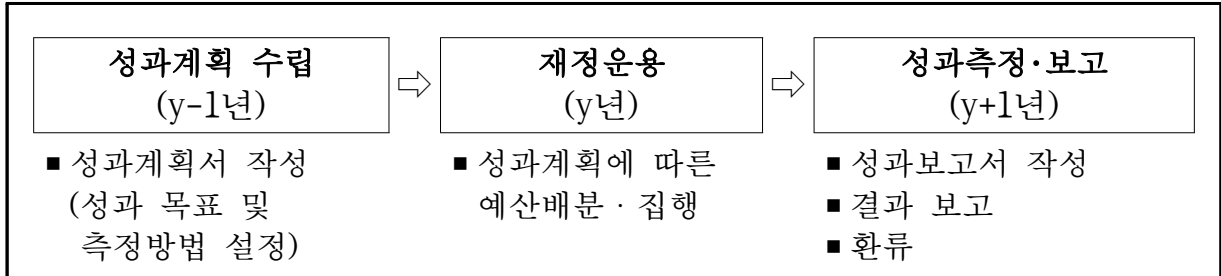 성과계획 수립
(y-1년)
⇨
재정운용
(y년)
⇨
성과측정·보고
(y+1년)
■ 성과계획서 작성
(성과 목표 및
측정방법 설정)
■ 성과계획에 따른
예산배분 · 집행
■ 성과보고서 작성
■ 결과 보고
■ 환류